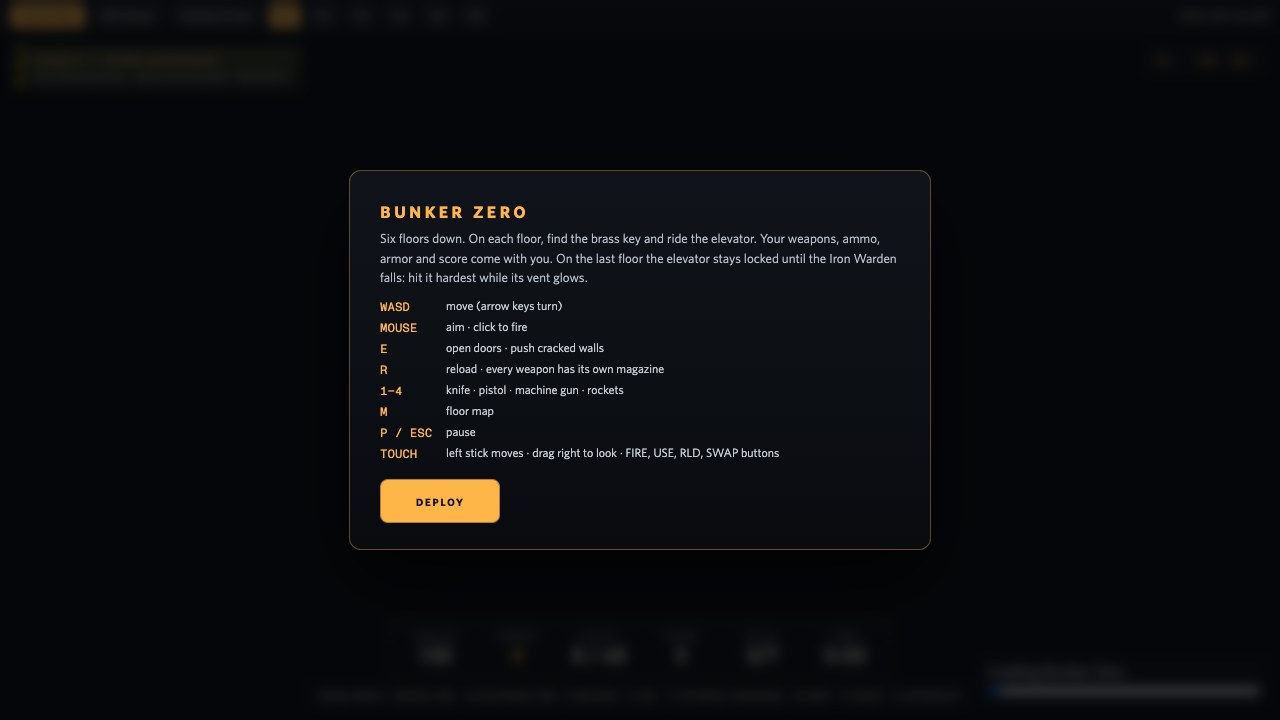 BUNKER ZERO
Six floors down. On each floor, find the brass key and ride the elevator. Your weapons, ammo,
armor and score come with you. On the last floor the elevator stays locked until the Iron Warden
falls: hit it hardest while its vent glows.
WASD move (arrow keys turn)
MOUSE aim · click to fire
E open doors · push cracked walls
R reload · every weapon has its own magazine
1–4 knife · pistol · machine gun · rockets
M floor map
P / ESC pause
TOUCH left stick moves · drag right to look · FIRE, USE, RLD, SWAP buttons
DEPLOY